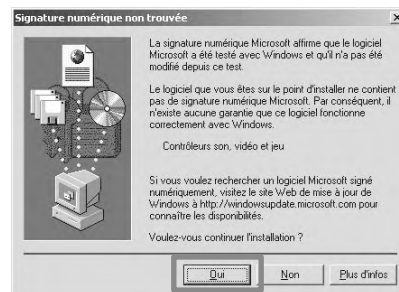 Signature numérique non trouvée
La signature numérique Microsoft affirme que le logiciel
Microsoft a été testé avec Windows et qu'il n'a pas été
modifié depuis ce test.
Le logiciel que vous êtes sur le point d'installer ne contient
pas de signature numérique Microsoft. Par conséquent, il
n'existe aucune garantie que ce logiciel fonctionne
correctement avec Windows.
Contrôleurs son, vidéo et jeu
Si vous voulez rechercher un logiciel Microsoft signé
numériquement, visitez le site Web de mise à jour de
Windows à http://windowsupdate.microsoft.com pour
connaître les disponibilités.
Voulez-vous continuer l'installation ?
Oui
Non
Plus d'infos